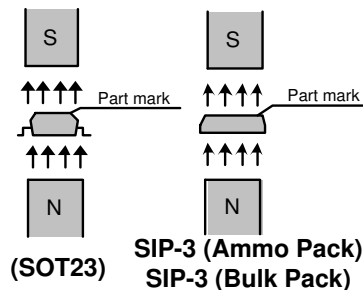 S
Part mark
N
(SOT23)
S
Part mark
N
SIP-3 (Ammo Pack)
SIP-3 (Bulk Pack)